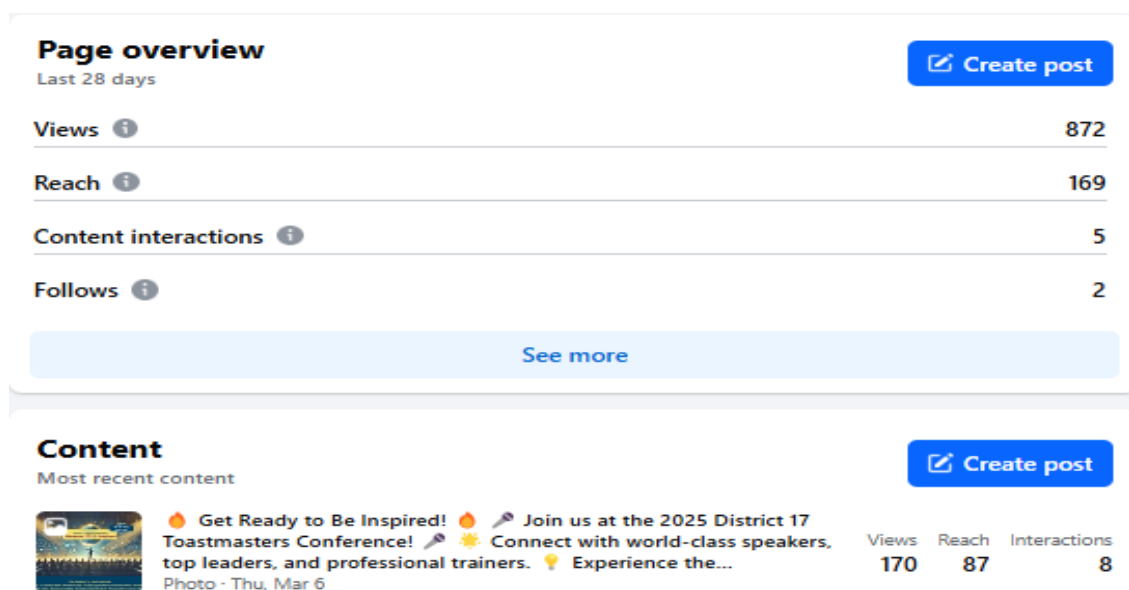 Page overview
Create post
Last 28 days
Views 872
Reach 169
Content interactions 5
Follows 2
See more
Content
Create post
Most recent content
🔥 Get Ready to Be Inspired! 🔥 🎤 Join us at the 2025 District 17
Toastmasters Conference! 🎤 🌟 Connect with world-class speakers,
top leaders, and professional trainers. 💡 Experience the...
Photo · Thu, Mar 6
Views Reach Interactions
170 87 8